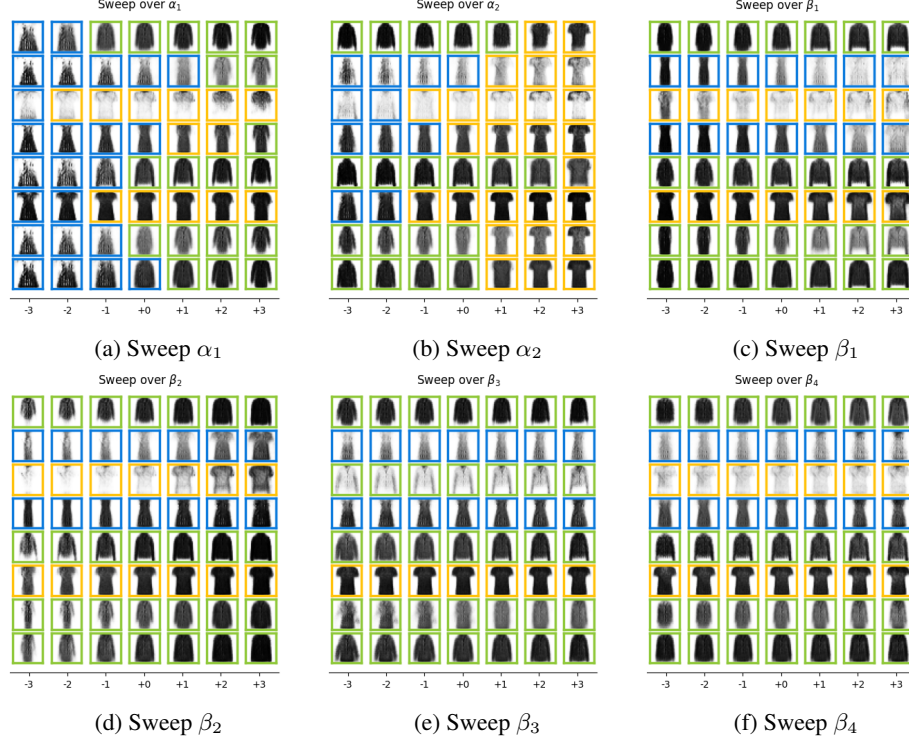 Sweep over α₁
Sweep over α₂
Sweep over β₁
-3 -2 -1 +0 +1 +2 +3
-3 -2 -1 +0 +1 +2 +3
-3 -2 -1 +0 +1 +2 +3
(a) Sweep α₁
(b) Sweep α₂
(c) Sweep β₁
Sweep over β₂
Sweep over β₃
Sweep over β₄
-3 -2 -1 +0 +1 +2 +3
-3 -2 -1 +0 +1 +2 +3
-3 -2 -1 +0 +1 +2 +3
(d) Sweep β₂
(e) Sweep β₃
(f) Sweep β₄